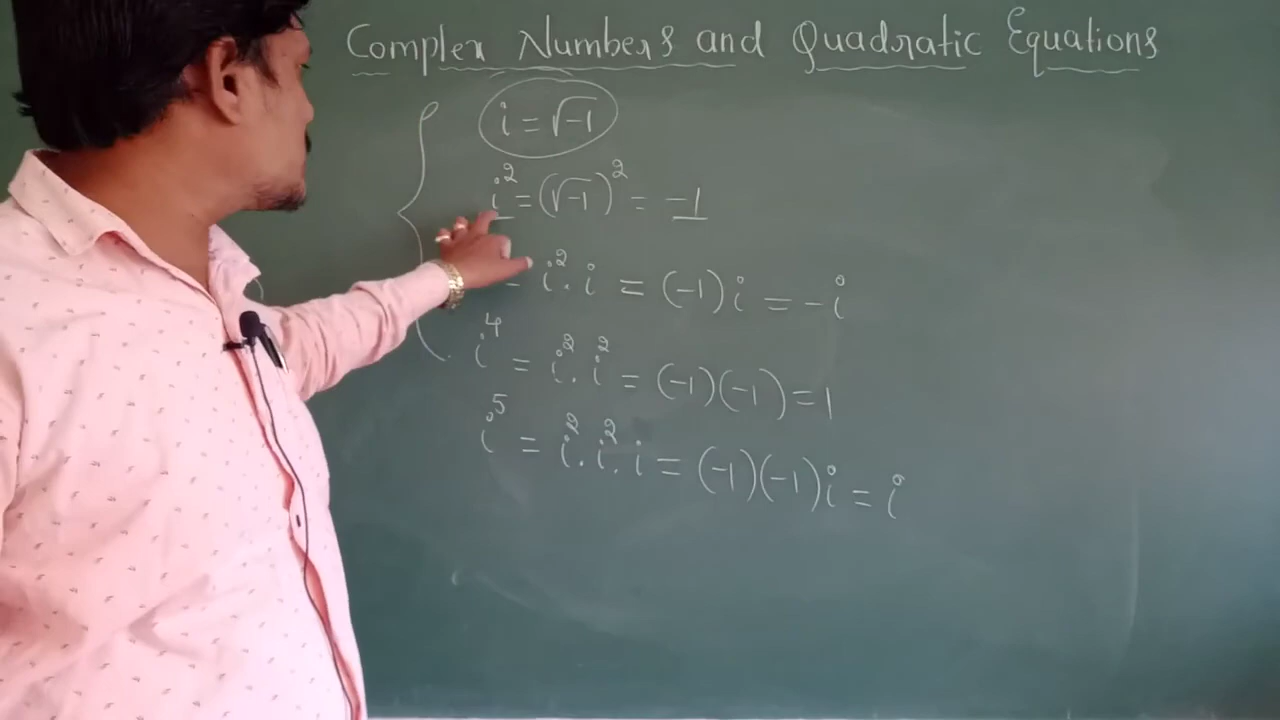 Complex Numbers and Quadratic Equations
i = √-1
i² = (√-1)² = -1
= i² . i = (-1) i = -i
i⁴ = i² . i² = (-1)(-1) = 1
i⁵ = i² . i² . i = (-1)(-1) i = i